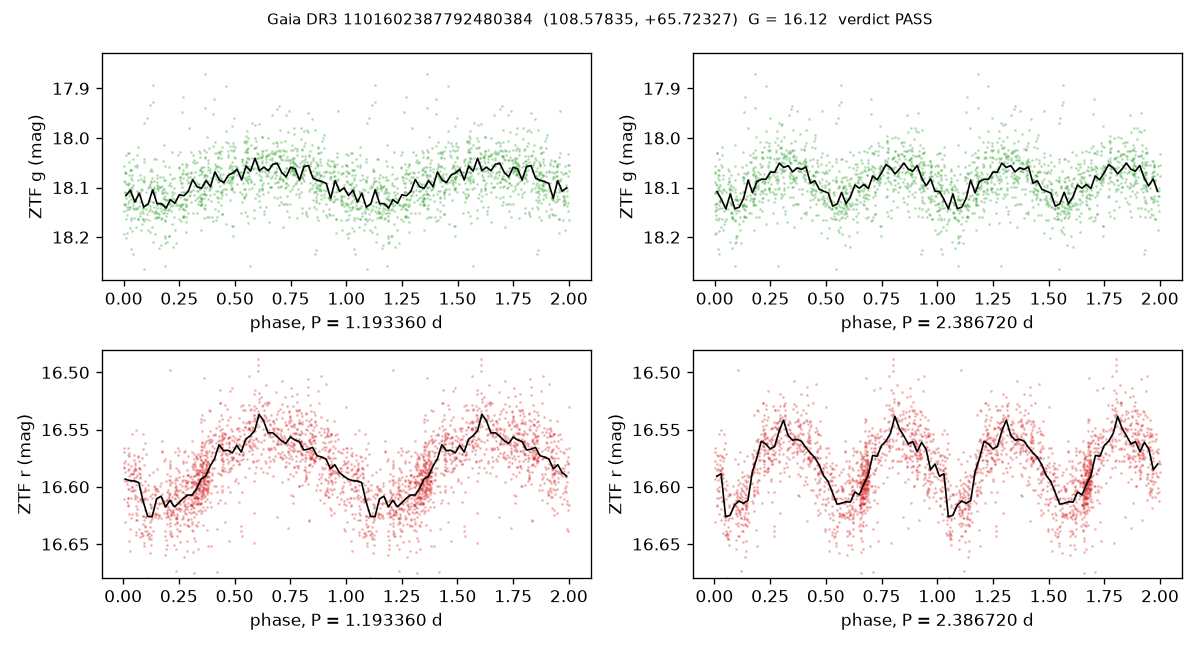 Gaia DR3 1101602387792480384  (108.57835, +65.72327)  G = 16.12  verdict PASS
ZTF g (mag)
17.9
18.0
18.1
18.2
0.00 0.25 0.50 0.75 1.00 1.25 1.50 1.75 2.00
phase, P = 1.193360 d
ZTF g (mag)
17.9
18.0
18.1
18.2
0.00 0.25 0.50 0.75 1.00 1.25 1.50 1.75 2.00
phase, P = 2.386720 d
ZTF r (mag)
16.50
16.55
16.60
16.65
0.00 0.25 0.50 0.75 1.00 1.25 1.50 1.75 2.00
phase, P = 1.193360 d
ZTF r (mag)
16.50
16.55
16.60
16.65
0.00 0.25 0.50 0.75 1.00 1.25 1.50 1.75 2.00
phase, P = 2.386720 d